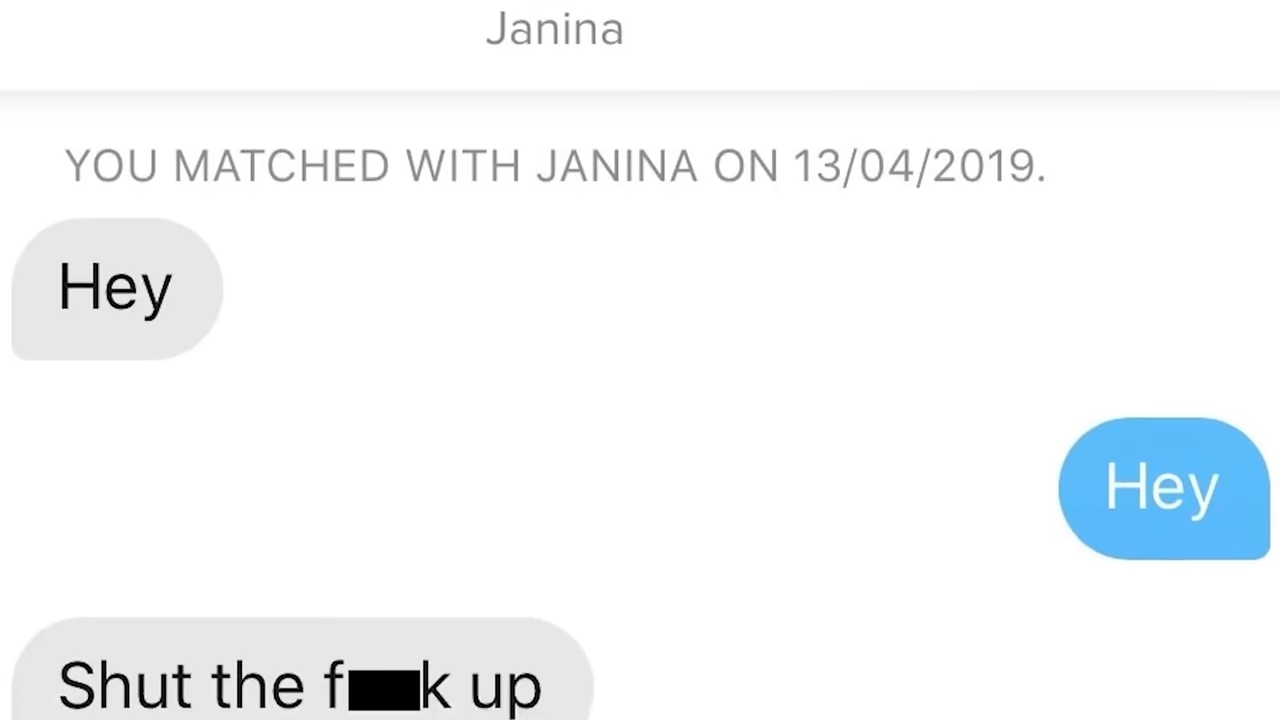 Janina
YOU MATCHED WITH JANINA ON 13/04/2019.
Hey
Hey
Shut the f██k up